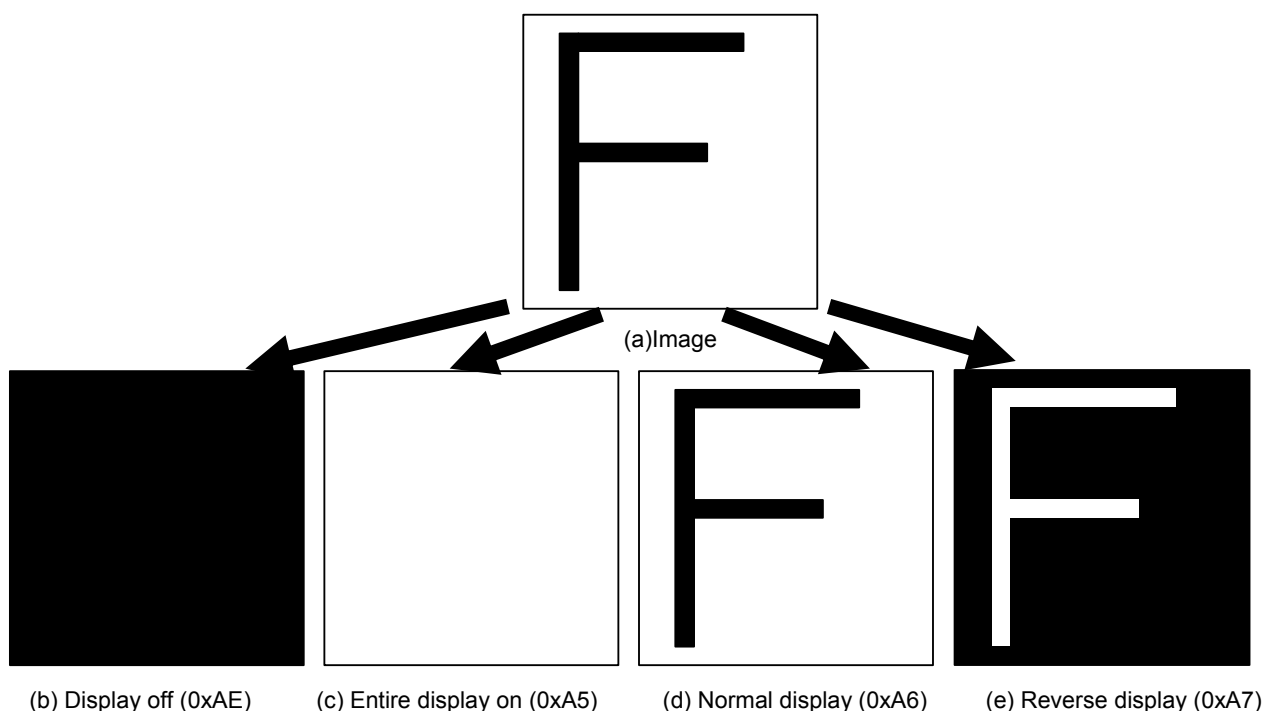 F
(a)Image
F
F
(b) Display off (0xAE)
(c) Entire display on (0xA5)
(d) Normal display (0xA6)
(e) Reverse display (0xA7)